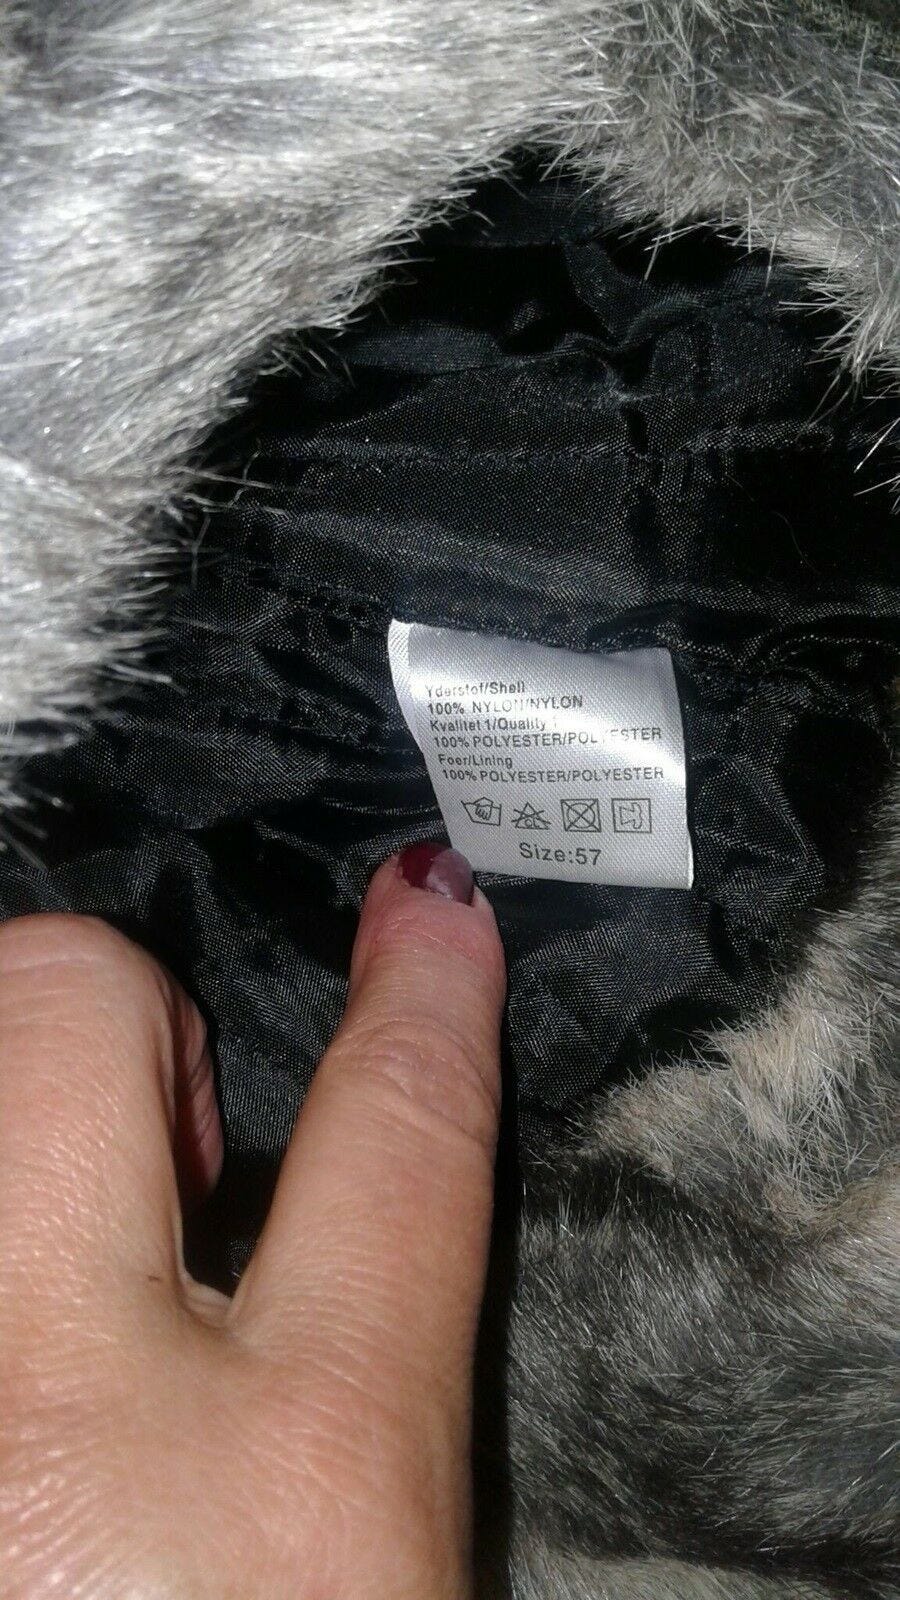 Yderstof/Shell
100% NYLON/NYLON
Kvalitet 1/Quality 1
100% POLYESTER/POLYESTER
Foer/Lining
100% POLYESTER/POLYESTER
Size:57